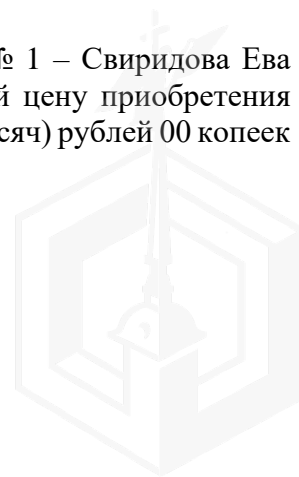 № 1 – Свиридова Ева
й цену приобретения
сяч) рублей 00 копеек